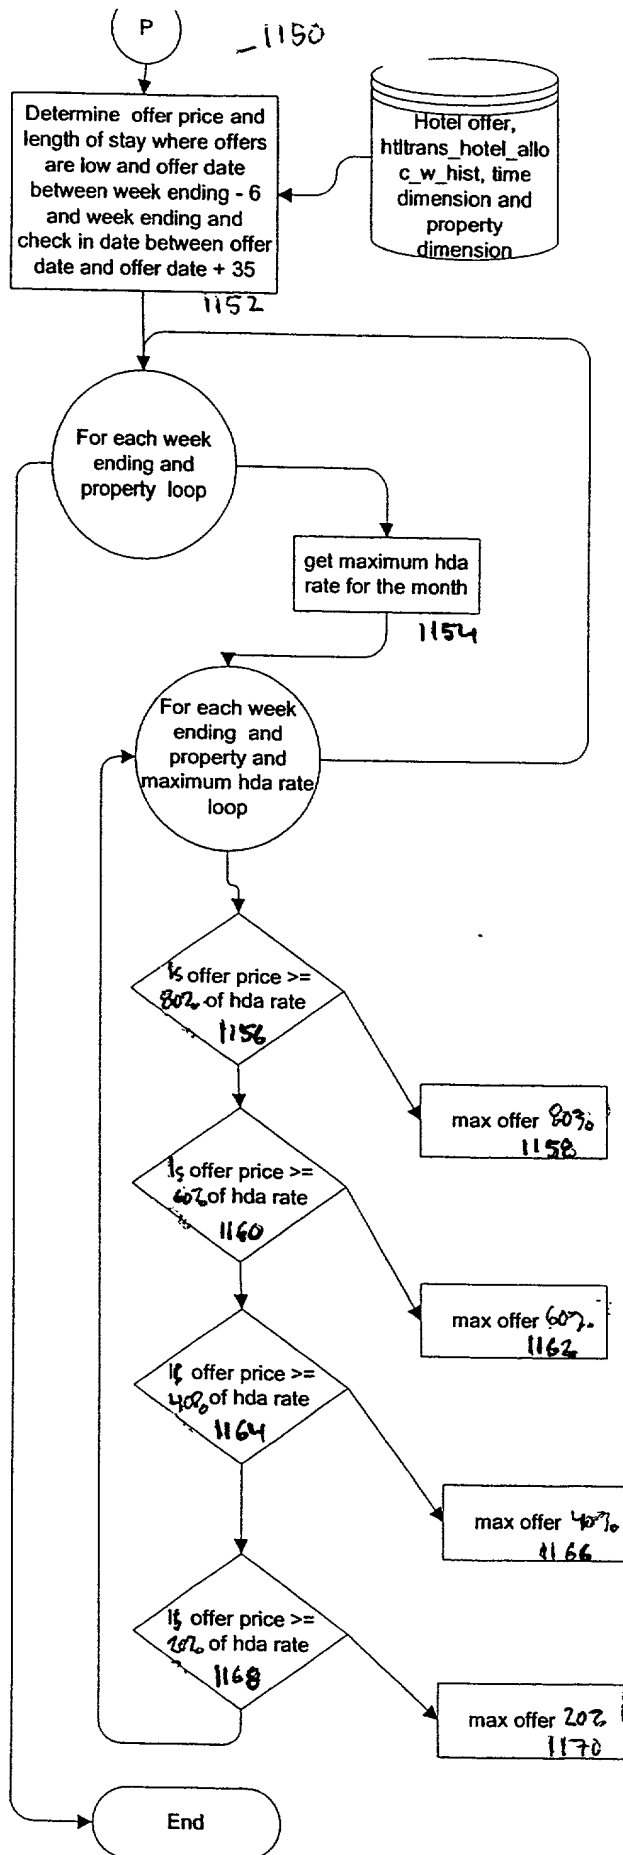 P
1150
Determine offer price and
length of stay where offers
are low and offer date
between week ending - 6
and week ending and
check in date between offer
date and offer date + 35
1152
Hotel offer,
htltrans_hotel_allo
c_w_hist, time
dimension and
property
dimension
For each week
ending and
property loop
get maximum hda
rate for the month
1154
For each week
ending and
property and
maximum hda rate
loop
Is offer price >=
80% of hda rate
1156
max offer 80%
1158
Is offer price >=
60% of hda rate
1160
max offer 60%
1162
If offer price >=
40% of hda rate
1164
max offer 40%
1166
If offer price >=
20% of hda rate
1168
max offer 20%
1170
End